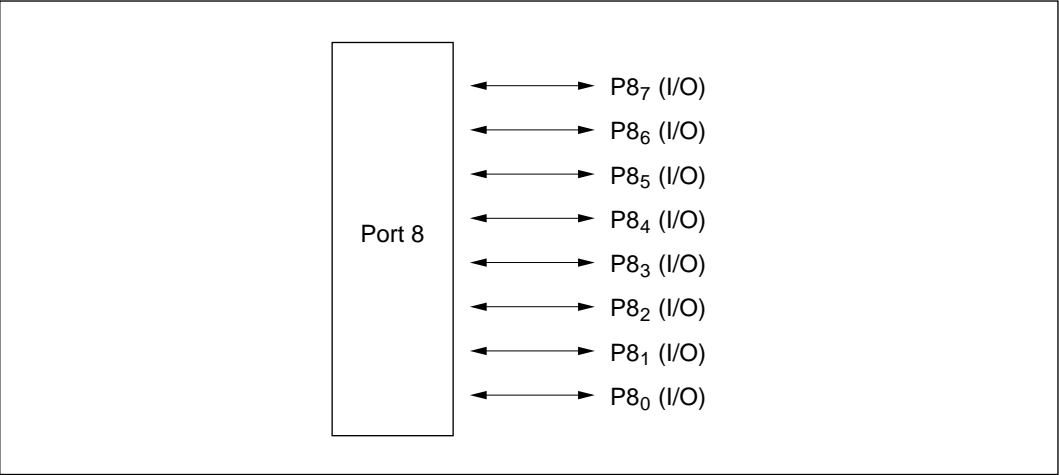 Port 8
P8₇ (I/O)
P8₆ (I/O)
P8₅ (I/O)
P8₄ (I/O)
P8₃ (I/O)
P8₂ (I/O)
P8₁ (I/O)
P8₀ (I/O)